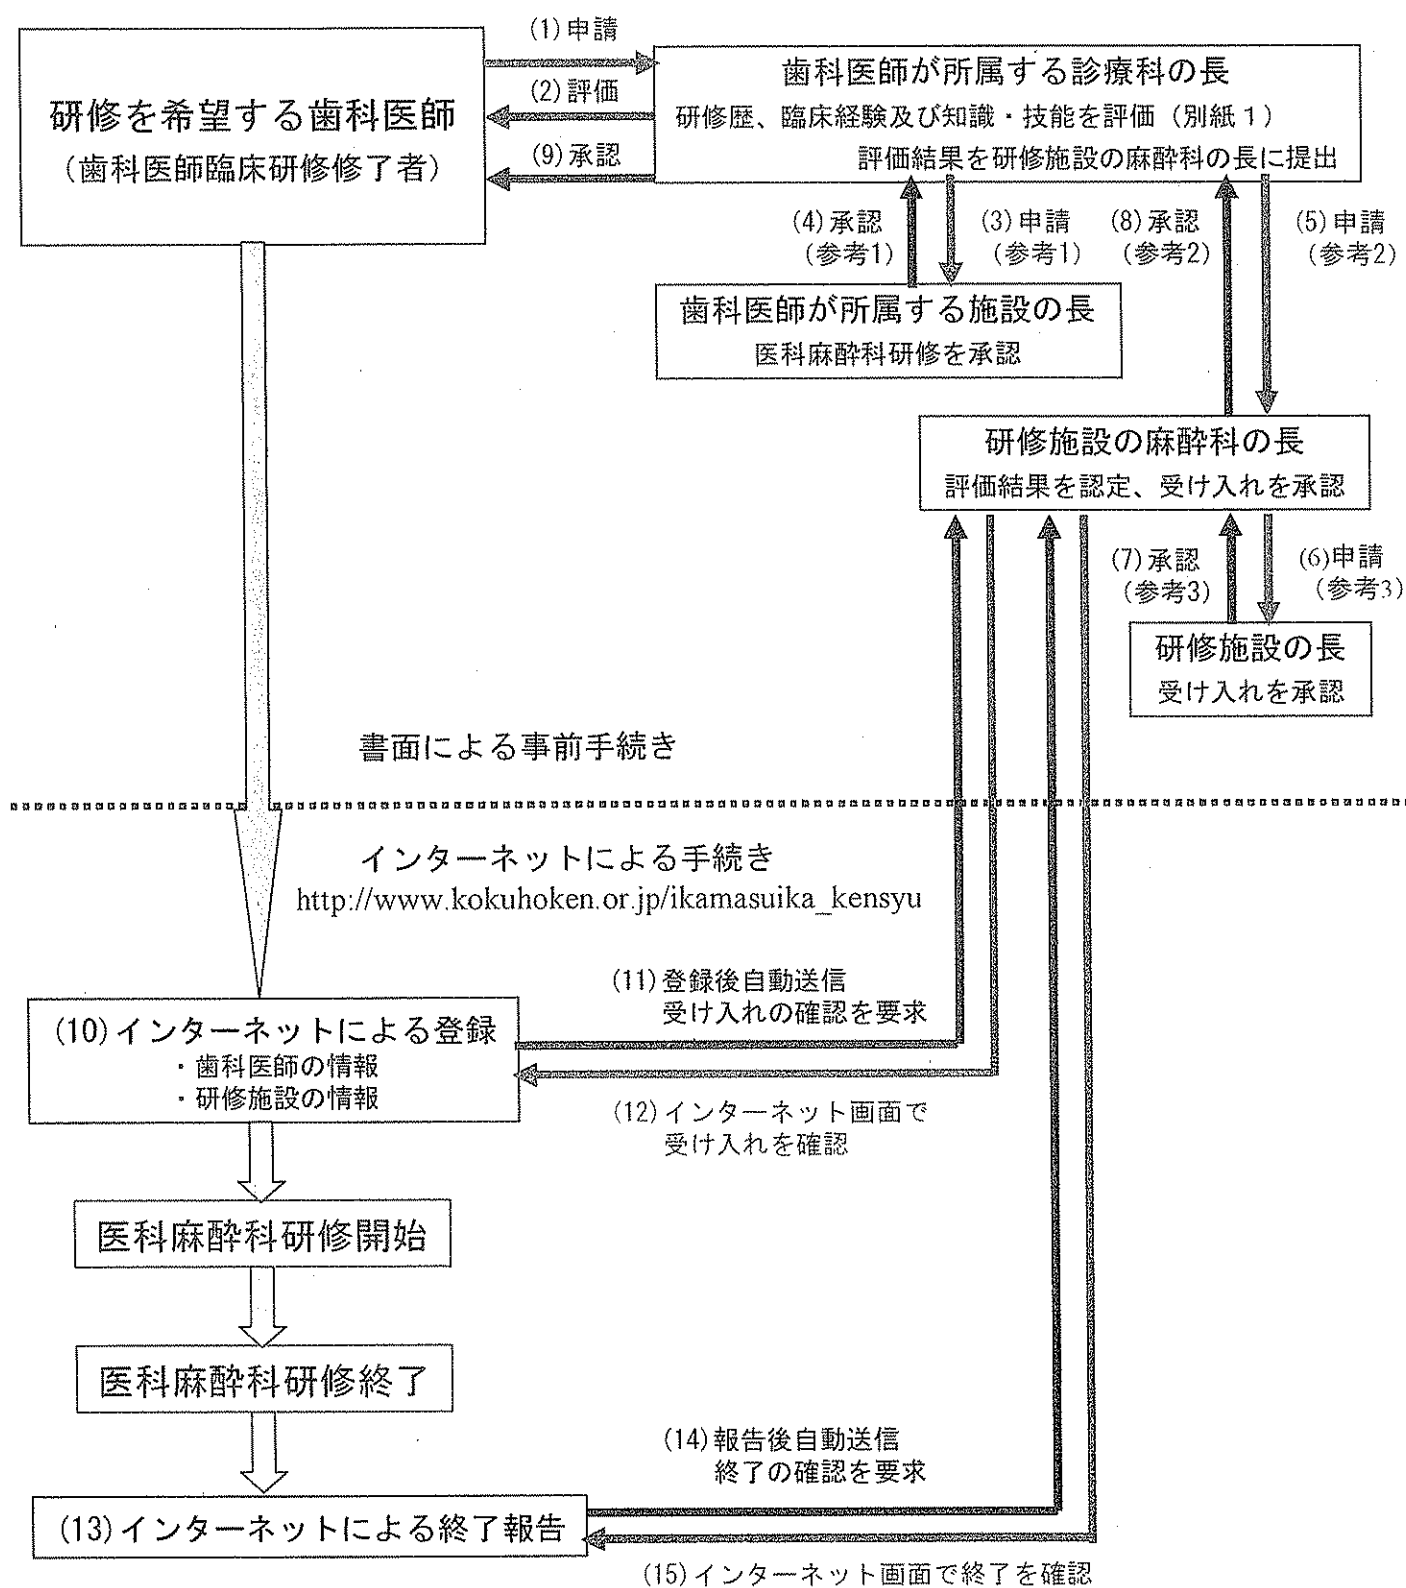 (1)申請
研修を希望する歯科医師
(歯科医師臨床研修修了者)
(2)評価
(9)承認
歯科医師が所属する診療科の長
研修歴、臨床経験及び知識・技能を評価(別紙1)
評価結果を研修施設の麻酔科の長に提出
(4)承認
(参考1)
(3)申請
(参考1)
(8)承認
(参考2)
(5)申請
(参考2)
歯科医師が所属する施設の長
医科麻酔科研修を承認
研修施設の麻酔科の長
評価結果を認定、受け入れを承認
(7)承認
(参考3)
(6)申請
(参考3)
研修施設の長
受け入れを承認
書面による事前手続き
インターネットによる手続き
http://www.kokuhoken.or.jp/ikamasuika_kensyu
(10)インターネットによる登録
・歯科医師の情報
・研修施設の情報
(11)登録後自動送信
受け入れの確認を要求
(12)インターネット画面で
受け入れを確認
医科麻酔科研修開始
医科麻酔科研修終了
(14)報告後自動送信
終了の確認を要求
(13)インターネットによる終了報告
(15)インターネット画面で終了を確認